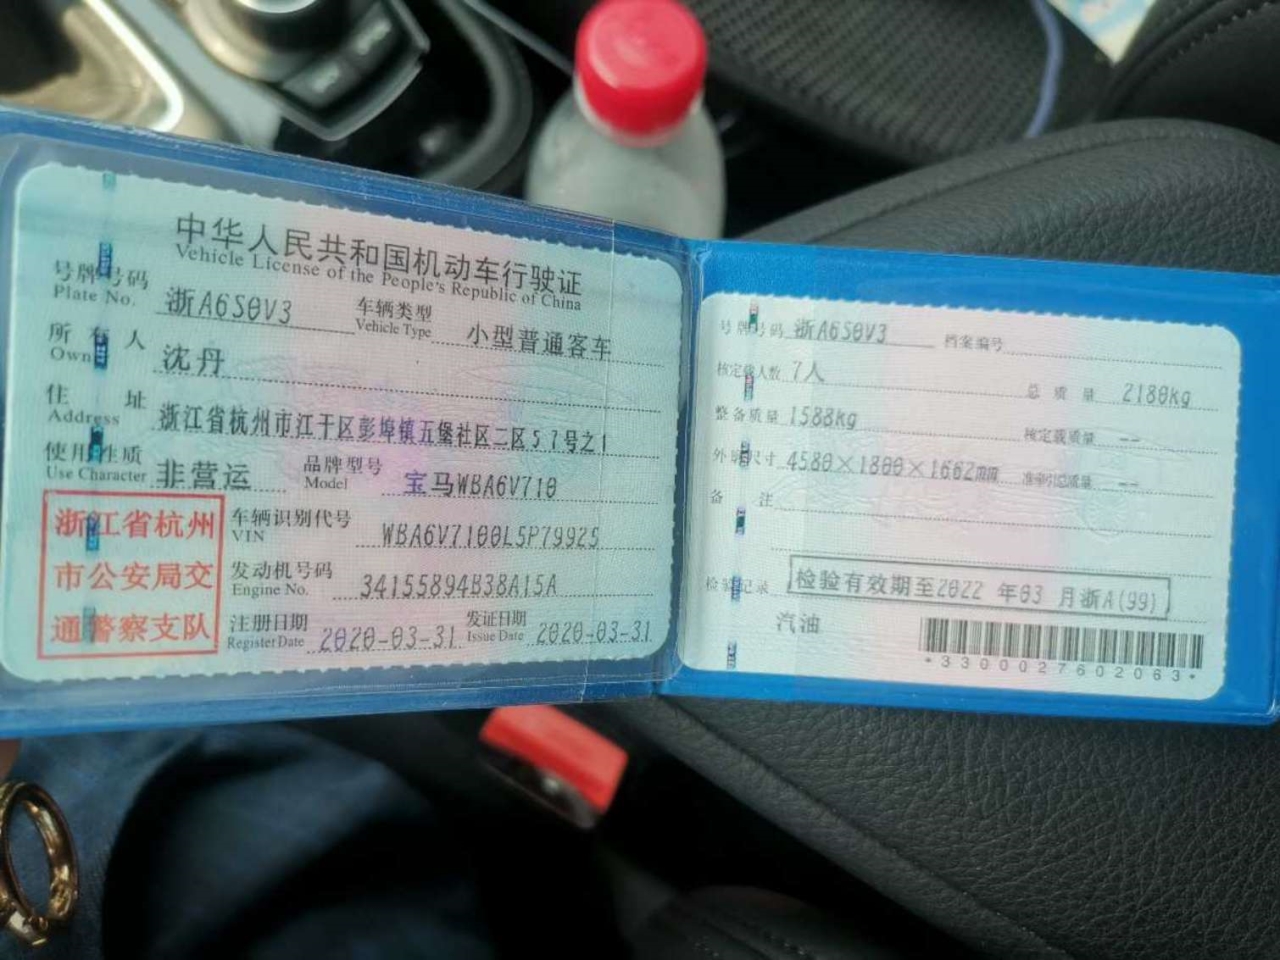 中华人民共和国机动车行驶证
Vehicle License of the People's Republic of China
号牌号码 浙A6S0V3 车辆类型 小型普通客车
Plate No. Vehicle Type
所有人 沈丹
Own
住址 浙江省杭州市江干区彭埠镇五堡社区二区57号之1
Address
使用性质 非营运 品牌型号 宝马WBA6V710
Use Character Model
浙江省杭州
市公安局交
通警察支队
车辆识别代号 WBA6V7100L5P79925
VIN
发动机号码 34155894B38A15A
Engine No.
注册日期 2020-03-31 发证日期 2020-03-31
Register Date Issue Date
号牌号码 浙A6S0V3 档案编号
核定载人数 7人 总质量 2180kg
整备质量 1588kg 核定载质量 --
外廓尺寸 4580×1800×1662mm 准牵引总质量 --
备注
检验记录 检验有效期至2022年03月浙A(99)
汽油
*3300027602063*